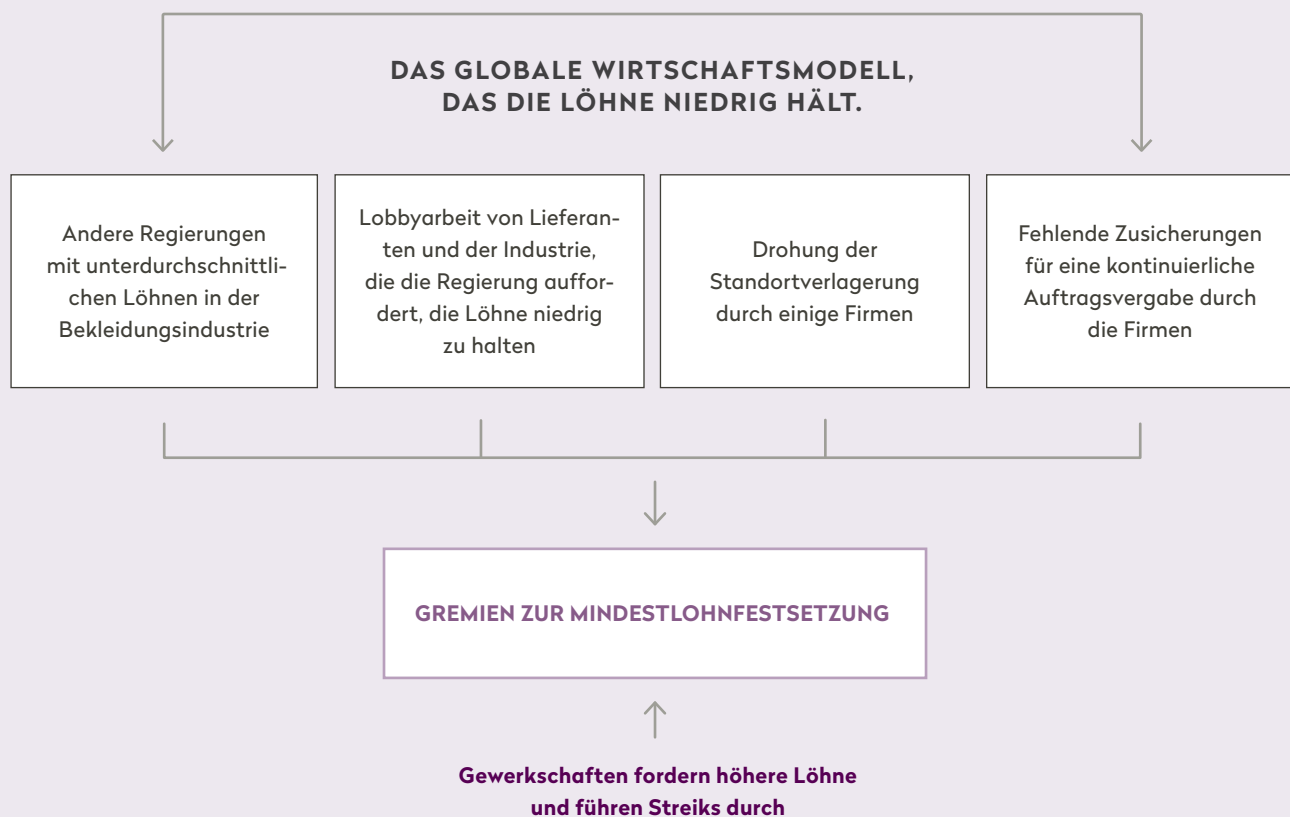 DAS GLOBALE WIRTSCHAFTSMODELL,
DAS DIE LÖHNE NIEDRIG HÄLT.
Andere Regierungen
mit unterdurchschnittli-
chen Löhnen in der
Bekleidungsindustrie
Lobbyarbeit von Lieferan-
ten und der Industrie,
die die Regierung auffor-
dert, die Löhne niedrig
zu halten
Drohung der
Standortverlagerung
durch einige Firmen
Fehlende Zusicherungen
für eine kontinuierliche
Auftragsvergabe durch
die Firmen
GREMIEN ZUR MINDESTLOHNFESTSETZUNG
Gewerkschaften fordern höhere Löhne
und führen Streiks durch